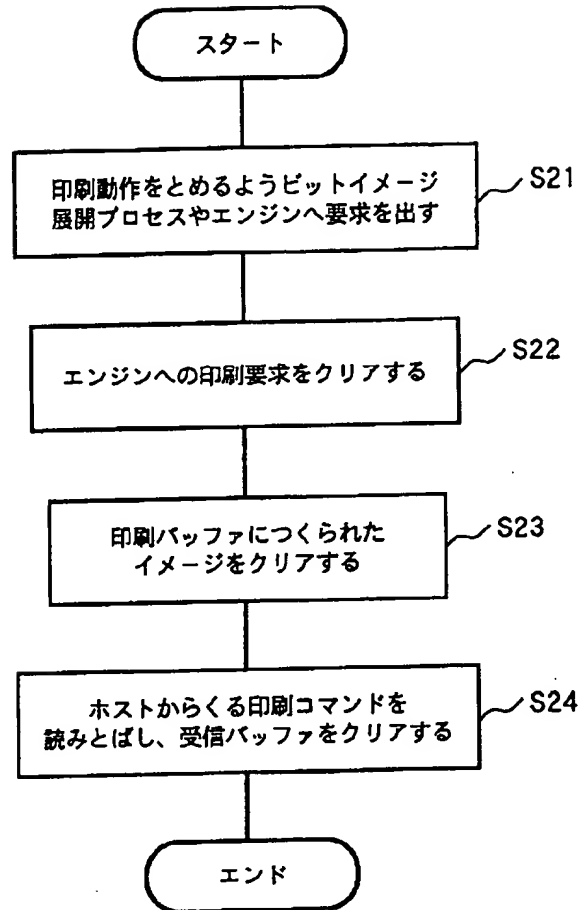 スタート
印刷動作をとめるようビットイメージ
展開プロセスやエンジンへ要求を出す
S21
エンジンへの印刷要求をクリアする
S22
印刷バッファにつくられた
イメージをクリアする
S23
ホストからくる印刷コマンドを
読みとばし、受信バッファをクリアする
S24
エンド